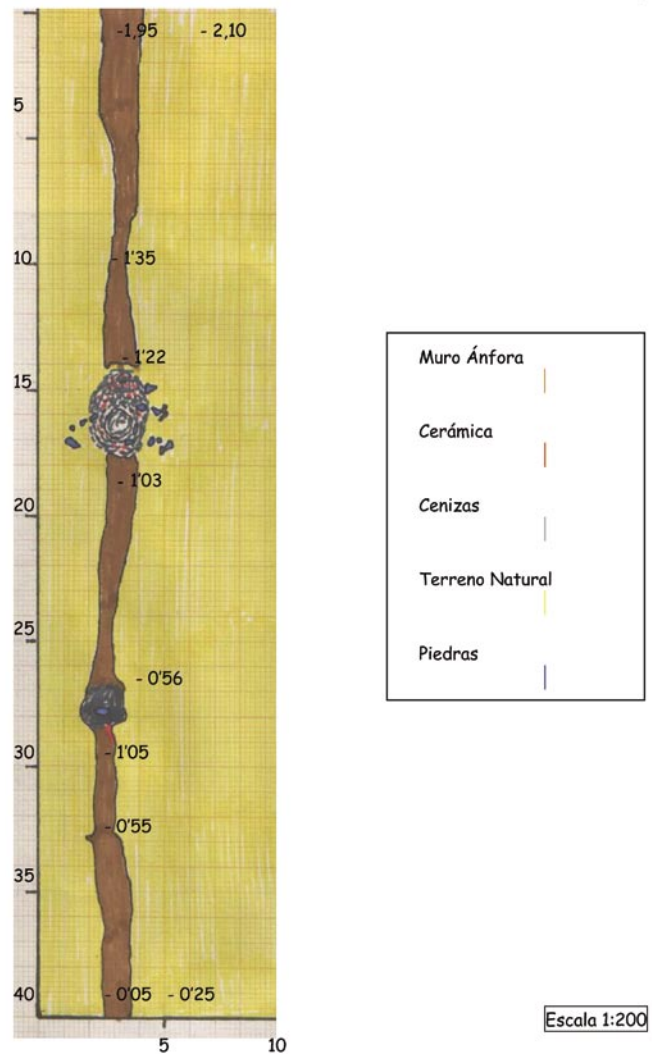 -1,95 - 2,10
5
10
- 1'35
- 1'22
15
- 1'03
20
25
- 0'56
30
- 1'05
- 0'55
35
40
- 0'05 - 0'25
5 10
Muro Ánfora
Cerámica
Cenizas
Terreno Natural
Piedras
Escala 1:200